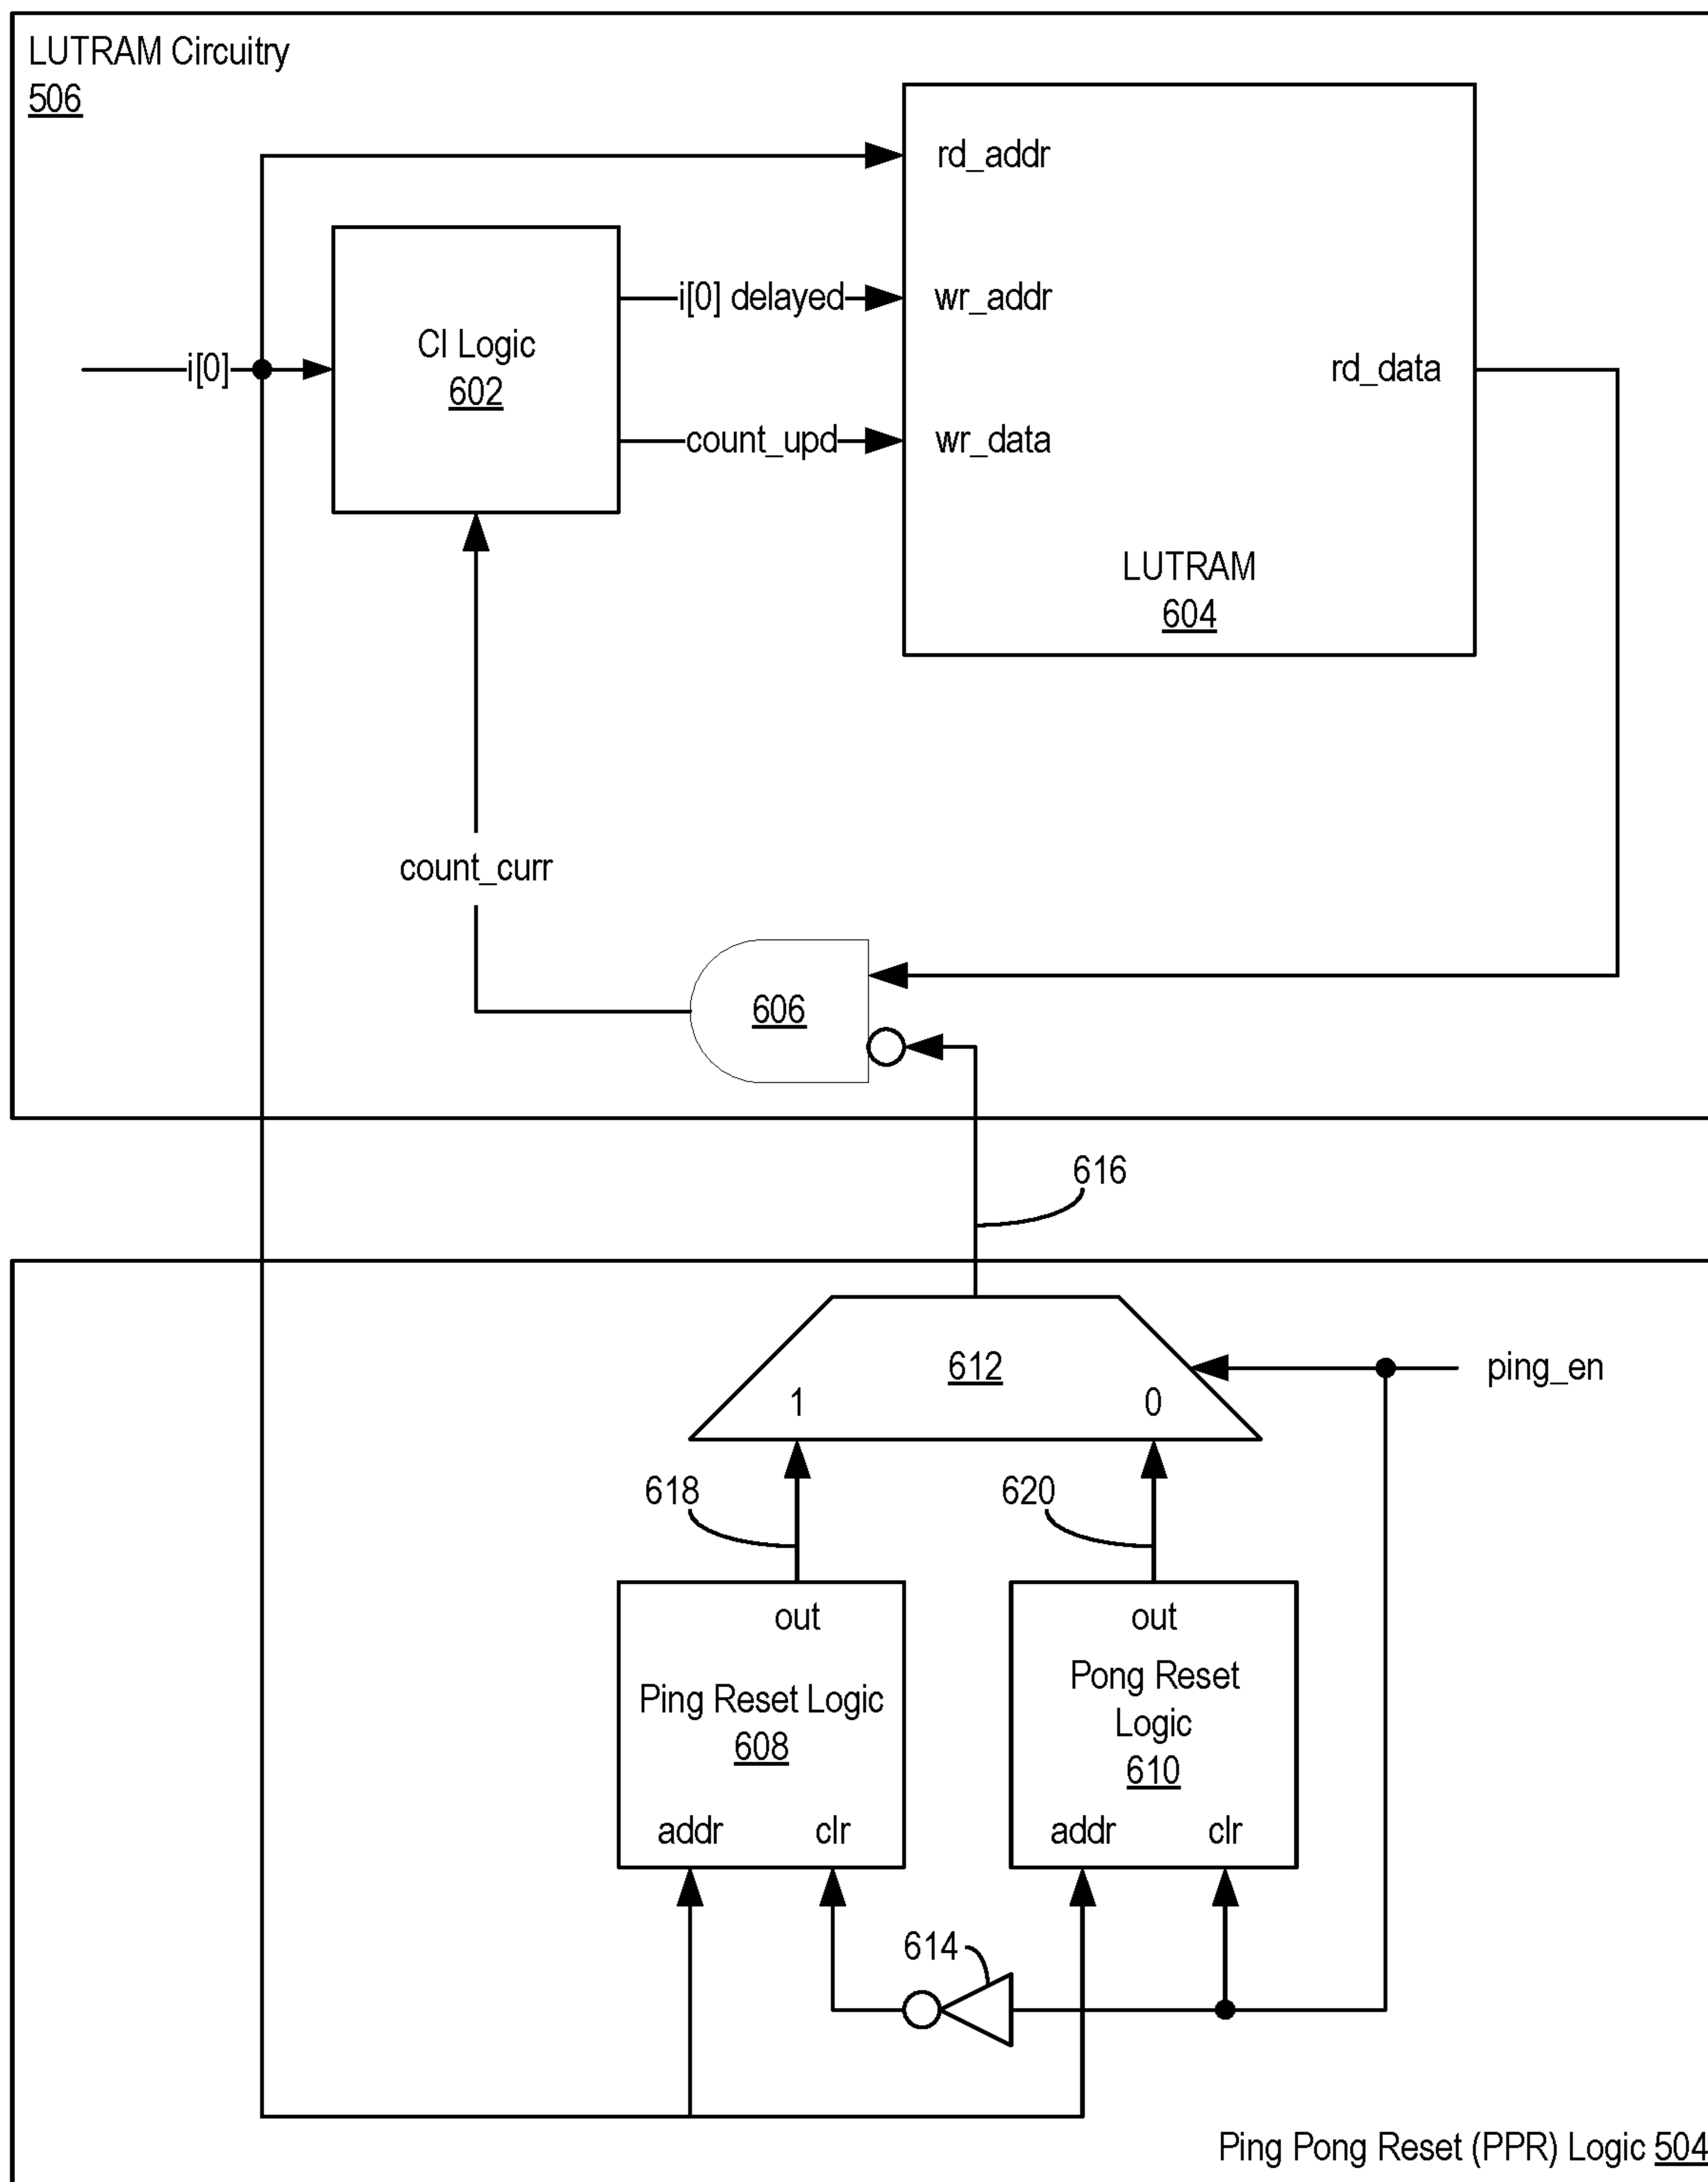 LUTRAM Circuitry
506
rd_addr
i[0] delayed
wr_addr
CI Logic
602
i[0]
rd_data
count_upd
wr_data
LUTRAM
604
count_curr
606
616
612
ping_en
1
0
618
620
out
out
Ping Reset Logic
608
Pong Reset
Logic
610
addr
clr
addr
clr
614
Ping Pong Reset (PPR) Logic 504